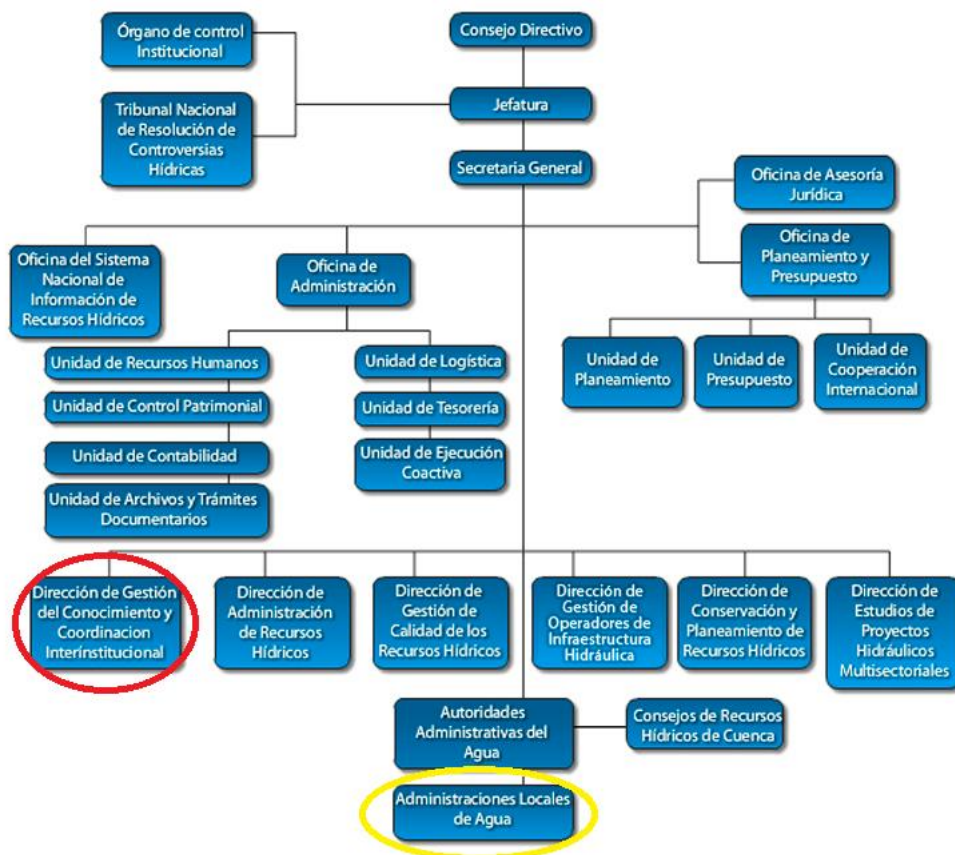 Órgano de control
Institucional
Consejo Directivo
Tribunal Nacional
de Resolución de
Controversias
Hídricas
Jefatura
Secretaria General
Oficina de Asesoría
Jurídica
Oficina del Sistema
Nacional de
Información de
Recursos Hídricos
Oficina de
Administración
Oficina de
Planeamiento y
Presupuesto
Unidad de Recursos Humanos
Unidad de Control Patrimonial
Unidad de Contabilidad
Unidad de Archivos y Trámites
Documentarios
Unidad de Logística
Unidad de Tesorería
Unidad de Ejecución
Coactiva
Unidad de
Planeamiento
Unidad de
Presupuesto
Unidad de
Cooperación
Internacional
Dirección de Gestión
del Conocimiento y
Coordinacion
Interínstitucional
Dirección de
Administración
de Recursos
Hídricos
Dirección de
Gestión de
Calidad de los
Recursos Hídricos
Dirección de
Gestión de
Operadores de
Infraestructura
Hidráulica
Dirección de
Conservación y
Planeamiento de
Recursos Hídricos
Dirección de
Estudios de
Proyectos
Hidráulicos
Multisectoriales
Autoridades
Administrativas del
Agua
Consejos de Recursos
Hídricos de Cuenca
Administraciones Locales
de Agua